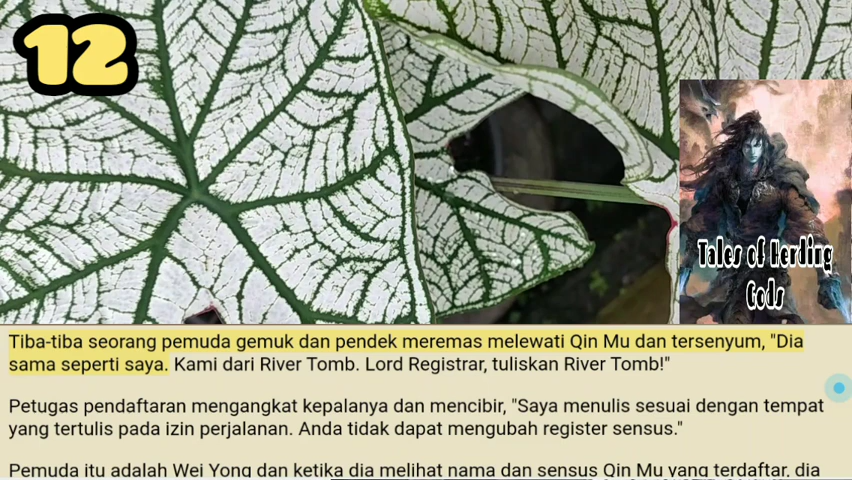 12
Tales of Herding
Gods
Tiba-tiba seorang pemuda gemuk dan pendek meremas melewati Qin Mu dan tersenyum, "Dia
sama seperti saya. Kami dari River Tomb. Lord Registrar, tuliskan River Tomb!"
Petugas pendaftaran mengangkat kepalanya dan mencibir, "Saya menulis sesuai dengan tempat
yang tertulis pada izin perjalanan. Anda tidak dapat mengubah register sensus."
Pemuda itu adalah Wei Yong dan ketika dia melihat nama dan sensus Qin Mu yang terdaftar, dia